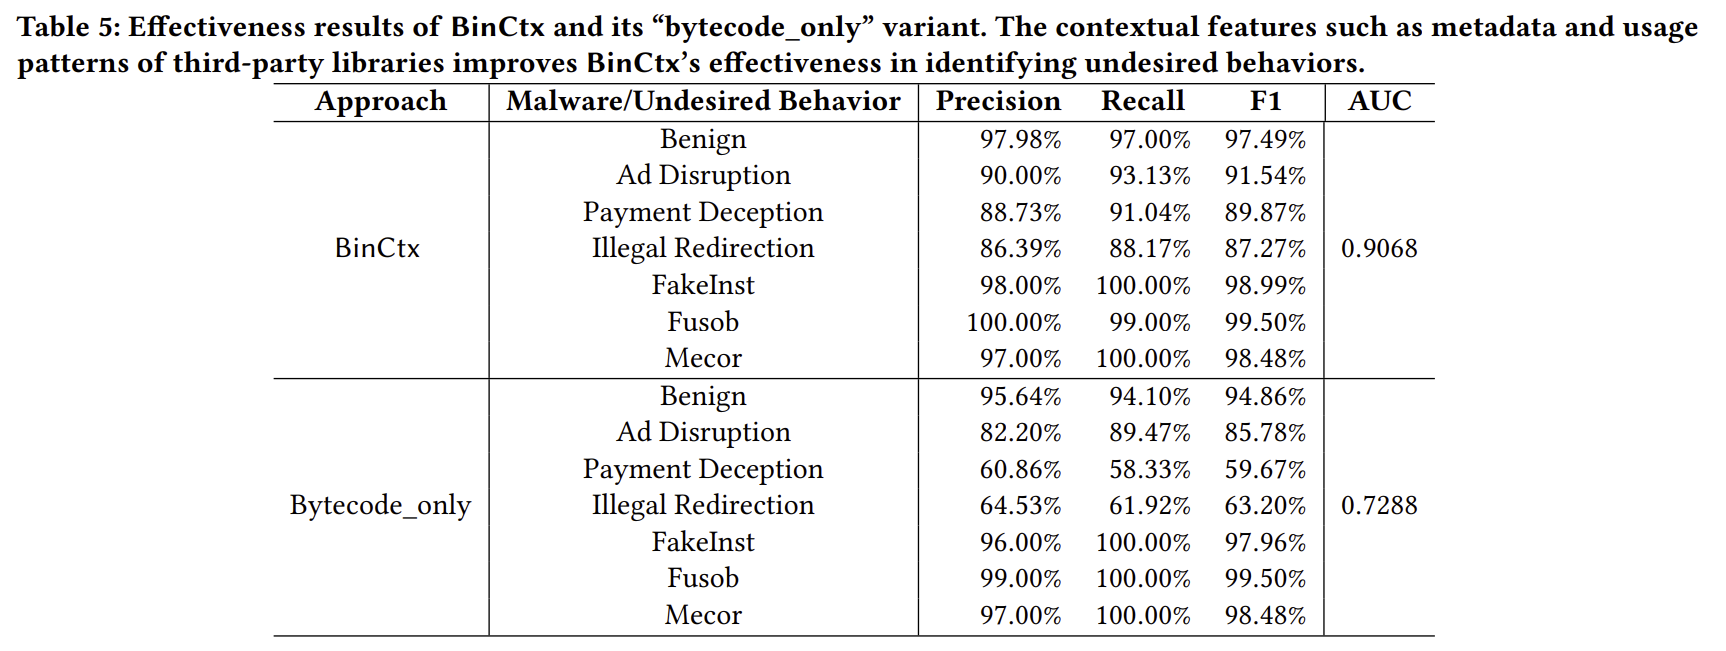 Table 5: Effectiveness results of BinCtx and its “bytecode_only” variant. The contextual features such as metadata and usage
patterns of third-party libraries improves BinCtx’s effectiveness in identifying undesired behaviors.
Approach Malware/Undesired Behavior Precision Recall F1 AUC
Benign 97.98% 97.00% 97.49%
Ad Disruption 90.00% 93.13% 91.54%
Payment Deception 88.73% 91.04% 89.87%
BinCtx Illegal Redirection 86.39% 88.17% 87.27% 0.9068
FakeInst 98.00% 100.00% 98.99%
Fusob 100.00% 99.00% 99.50%
Mecor 97.00% 100.00% 98.48%
Benign 95.64% 94.10% 94.86%
Ad Disruption 82.20% 89.47% 85.78%
Payment Deception 60.86% 58.33% 59.67%
Bytecode_only Illegal Redirection 64.53% 61.92% 63.20% 0.7288
FakeInst 96.00% 100.00% 97.96%
Fusob 99.00% 100.00% 99.50%
Mecor 97.00% 100.00% 98.48%